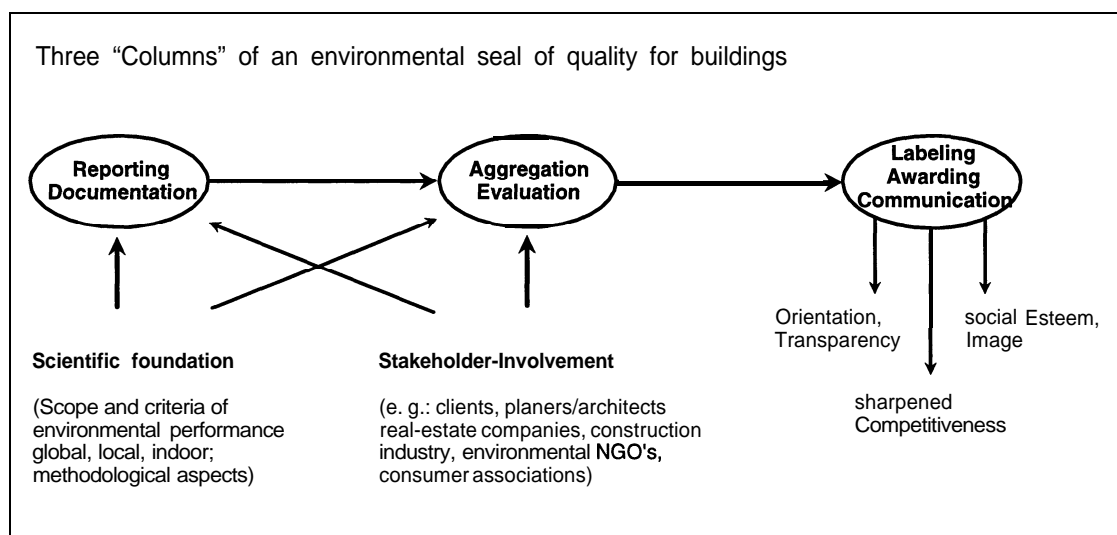 Three “Columns” of an environmental seal of quality for buildings
Reporting
Documentation
Aggregation
Evaluation
Labeling
Awarding
Communication
Orientation,
Transparency
social Esteem,
Image
sharpened
Competitiveness
Scientific foundation
(Scope and criteria of
environmental performance
global, local, indoor;
methodological aspects)
Stakeholder-Involvement
(e. g.: clients, planers/architects
real-estate companies, construction
industry, environmental NGO's,
consumer associations)